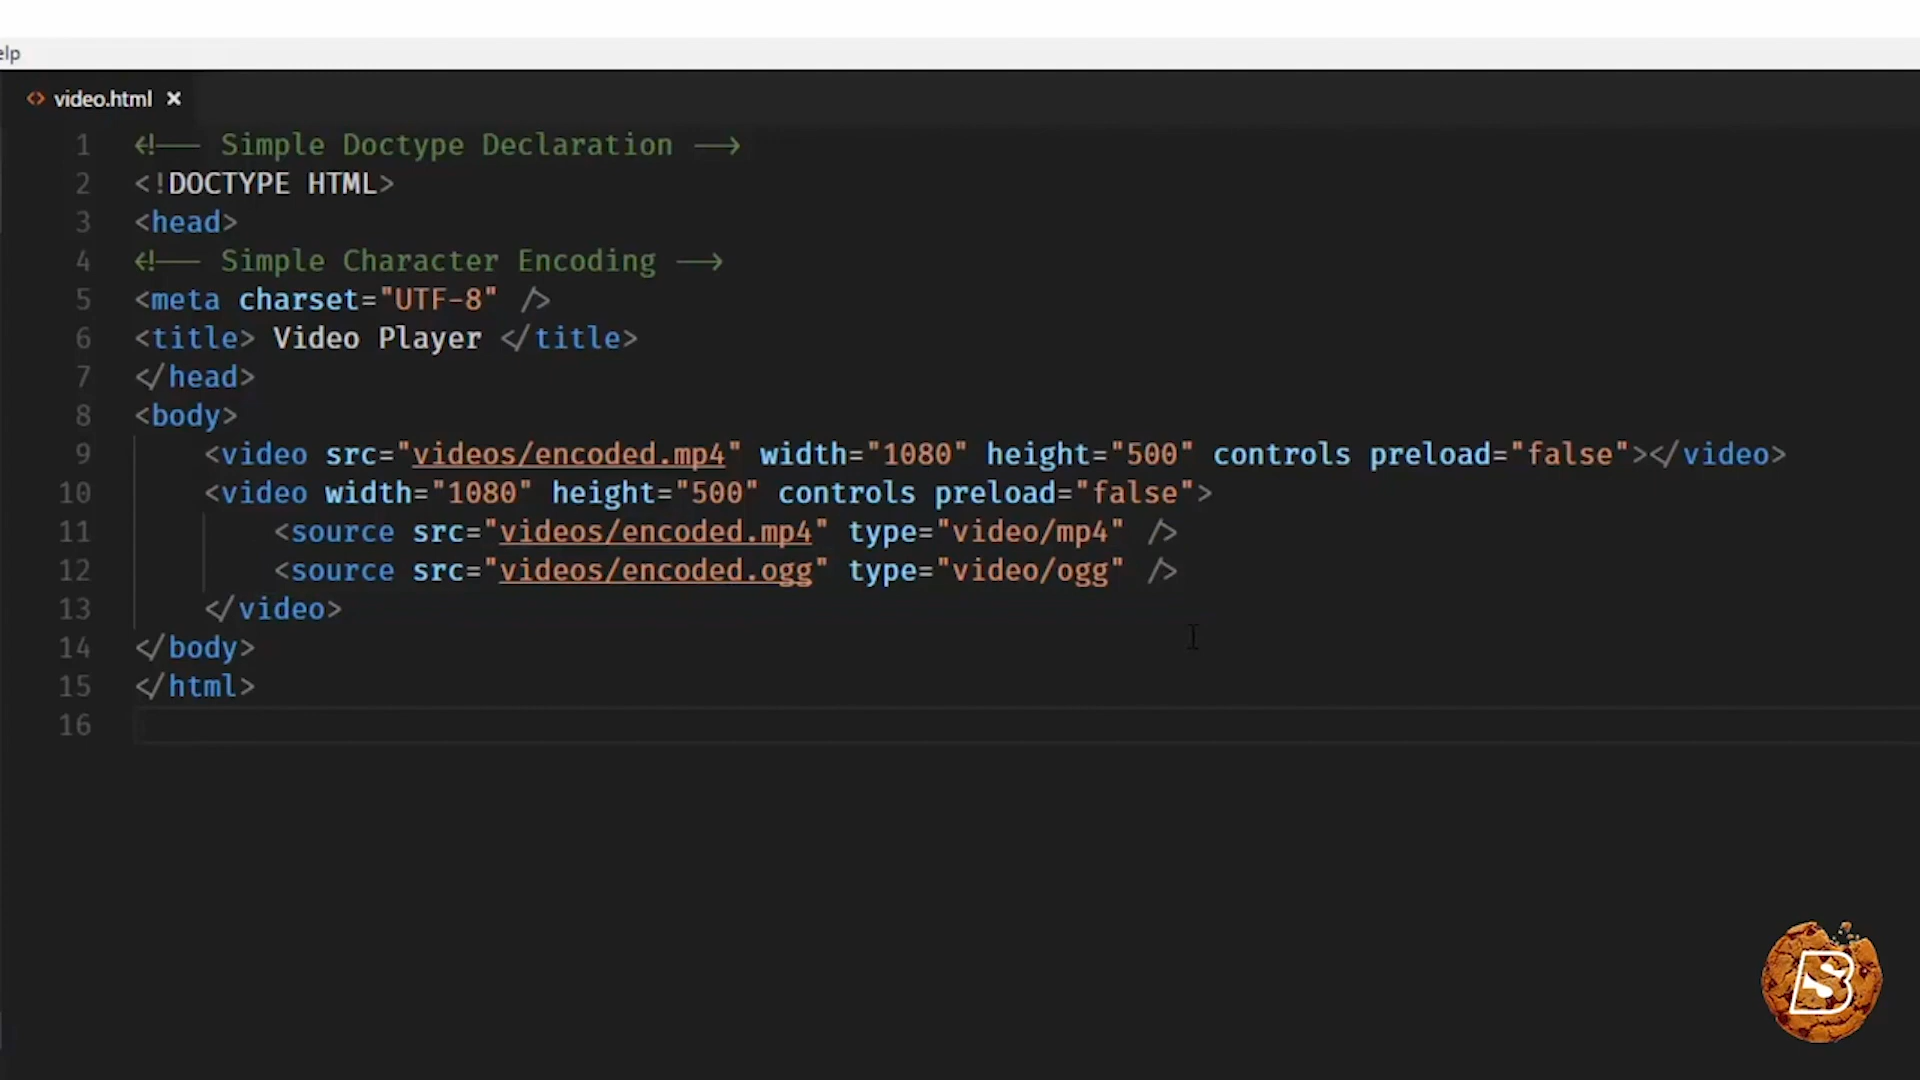 elp
video.html
1 <!-- Simple Doctype Declaration -->
2 <!DOCTYPE HTML>
3 <head>
4 <!-- Simple Character Encoding -->
5 <meta charset="UTF-8" />
6 <title> Video Player </title>
7 </head>
8 <body>
9 <video src="videos/encoded.mp4" width="1080" height="500" controls preload="false"></video>
10 <video width="1080" height="500" controls preload="false">
11 <source src="videos/encoded.mp4" type="video/mp4" />
12 <source src="videos/encoded.ogg" type="video/ogg" />
13 </video>
14 </body>
15 </html>
16
B